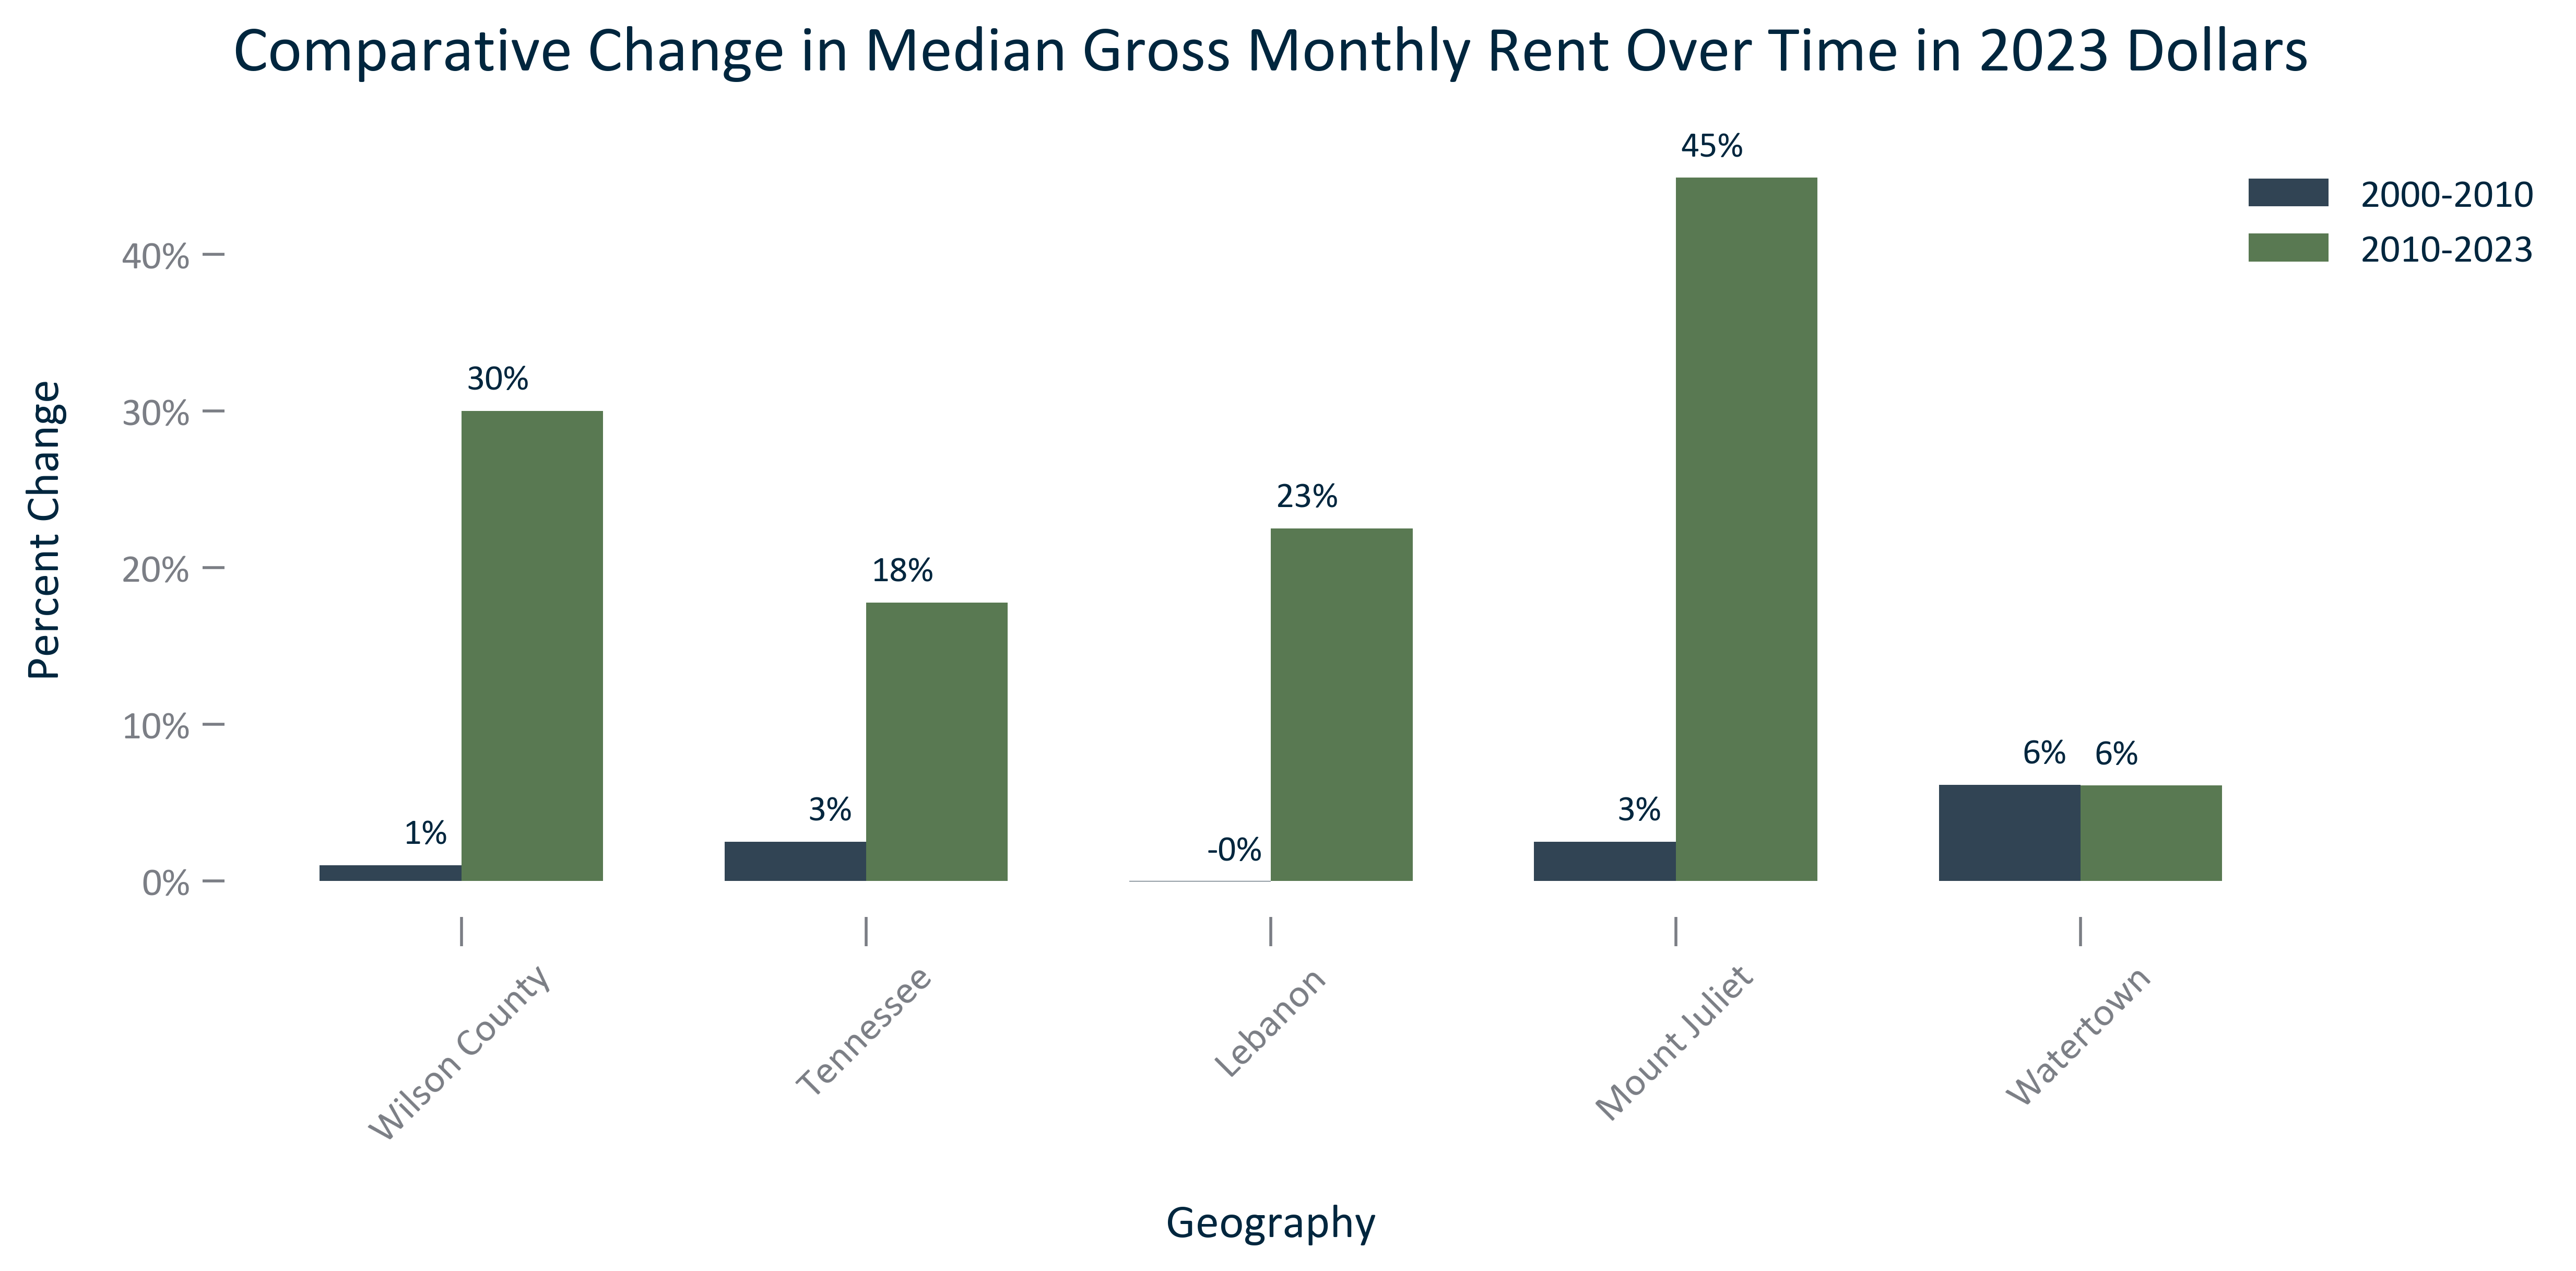 Comparative Change in Median Gross Monthly Rent Over Time in 2023 Dollars
45%
2000-2010
2010-2023
40%
30%
30%
23%
20%
18%
10%
6% 6%
3%
3%
1%
-0%
0%
Percent Change
Wilson County
Tennessee
Lebanon
Mount Juliet
Watertown
Geography